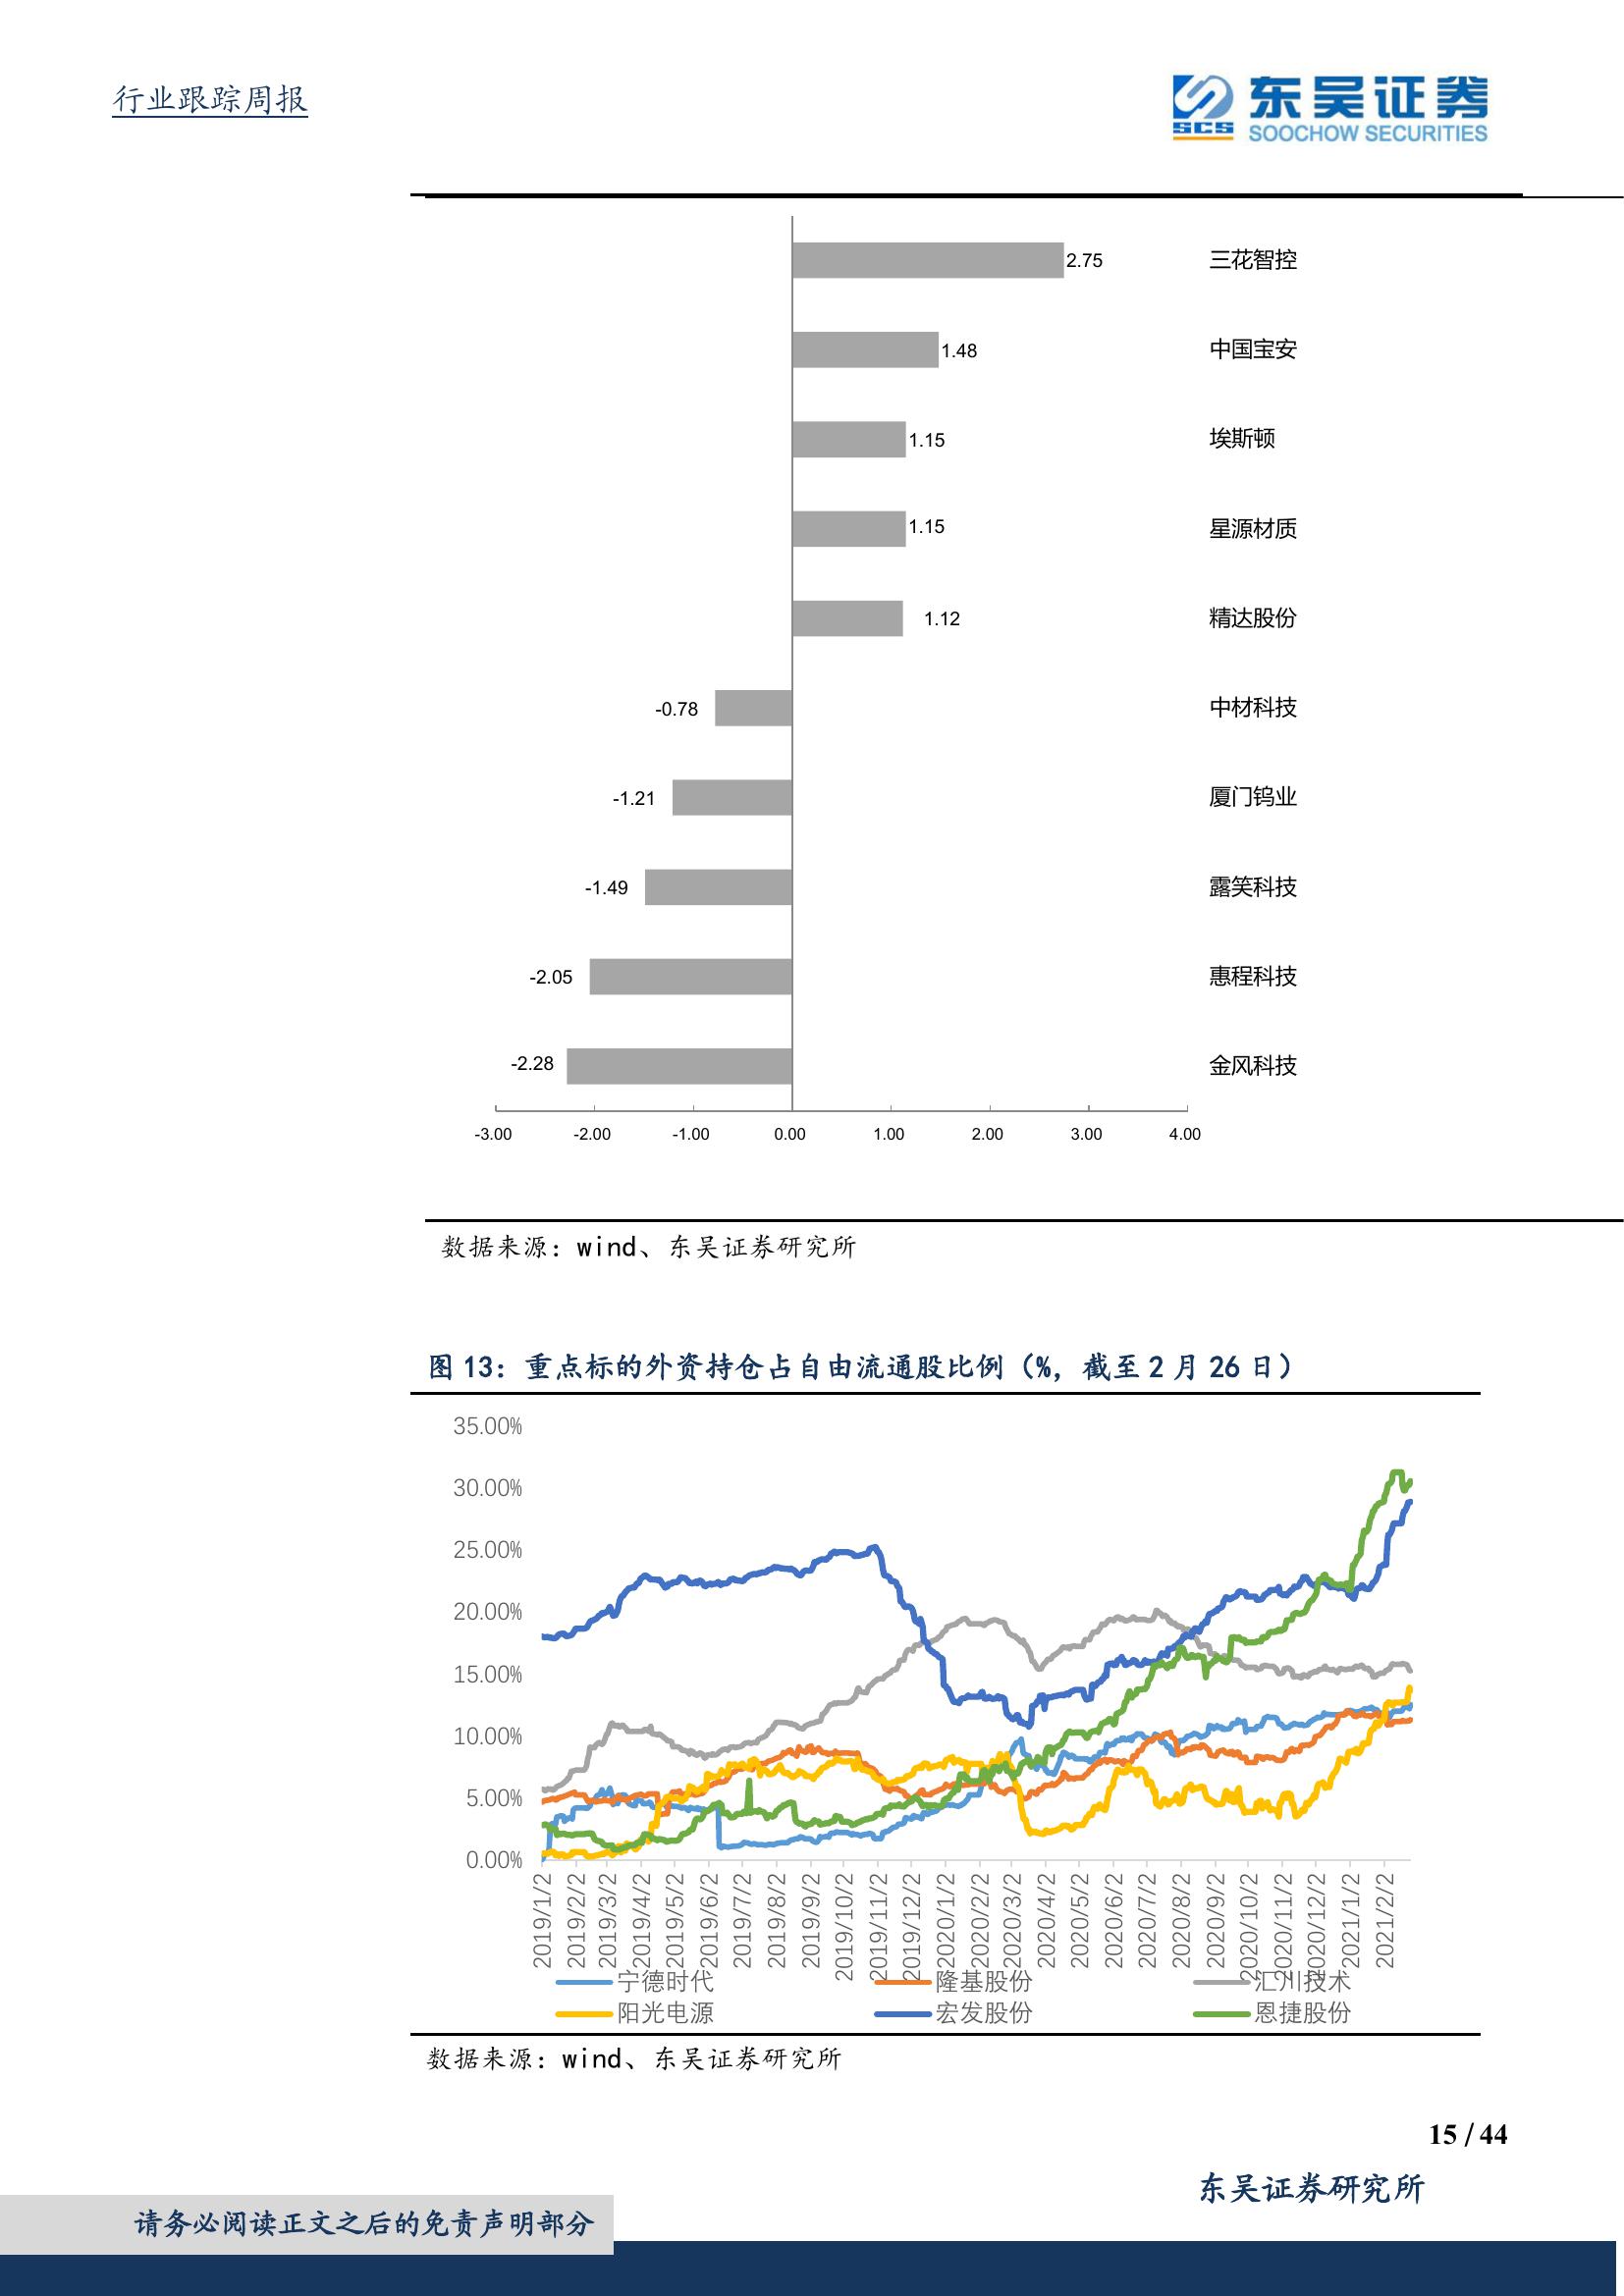 行业跟踪周报
SCS 东吴证券
SOOCHOW SECURITIES
2.75 三花智控
1.48 中国宝安
1.15 埃斯顿
1.15 星源材质
1.12 精达股份
-0.78 中材科技
-1.21 厦门钨业
-1.49 露笑科技
-2.05 惠程科技
-2.28 金风科技
-3.00 -2.00 -1.00 0.00 1.00 2.00 3.00 4.00
数据来源：wind、东吴证券研究所
图 13：重点标的外资持仓占自由流通股比例（%，截至 2 月 26 日）
35.00%
30.00%
25.00%
20.00%
15.00%
10.00%
5.00%
0.00%
2019/1/2 2019/2/2 2019/3/2 2019/4/2 2019/5/2 2019/6/2 2019/7/2 2019/8/2 2019/9/2 2019/10/2 2019/11/2 2019/12/2 2020/1/2 2020/2/2 2020/3/2 2020/4/2 2020/5/2 2020/6/2 2020/7/2 2020/8/2 2020/9/2 2020/10/2 2020/11/2 2020/12/2 2021/1/2 2021/2/2
宁德时代 隆基股份 汇川技术
阳光电源 宏发股份 恩捷股份
数据来源：wind、东吴证券研究所
15 / 44
东吴证券研究所
请务必阅读正文之后的免责声明部分